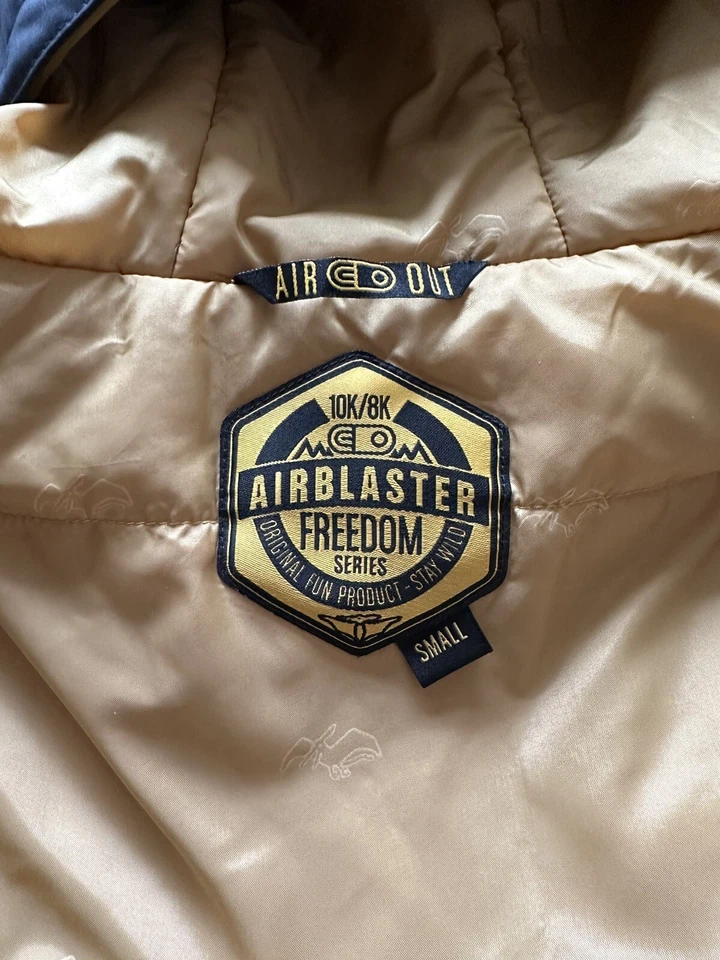 AIR OUT
10K/8K
AIRBLASTER
FREEDOM
SERIES
ORIGINAL FUN PRODUCT - STAY WILD
SMALL